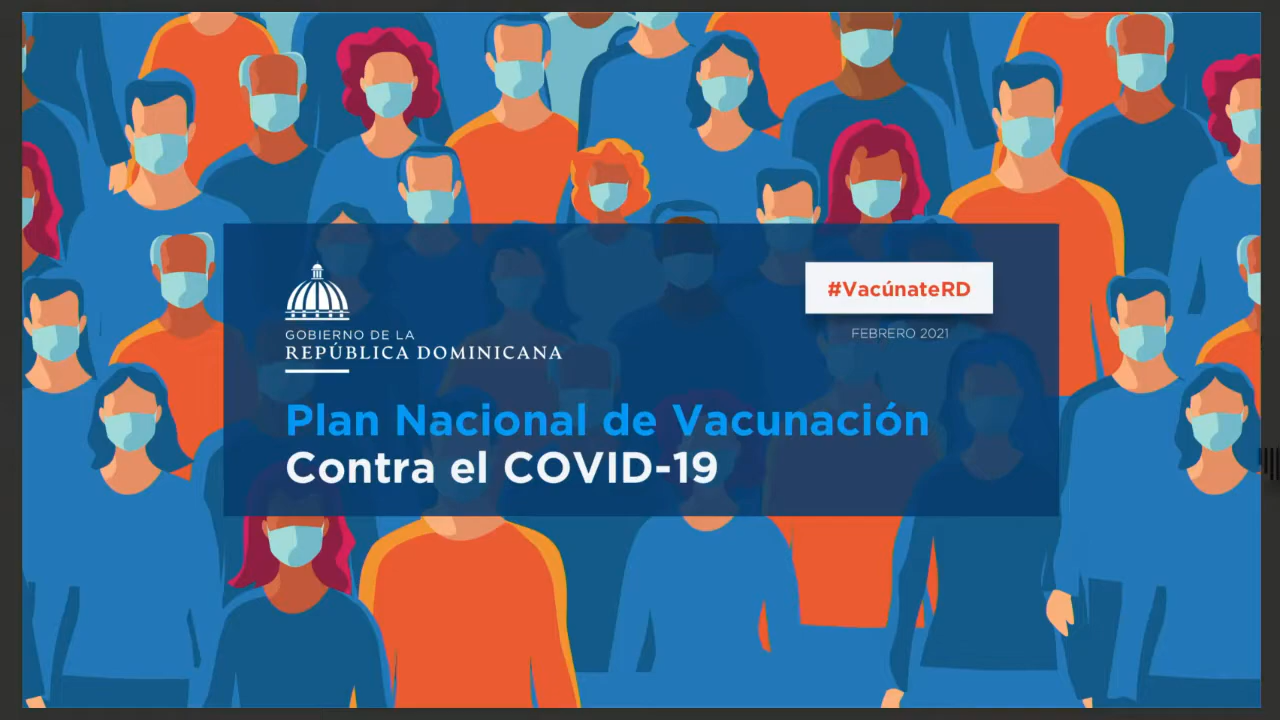 #VacúnateRD
FEBRERO 2021
GOBIERNO DE LA
REPÚBLICA DOMINICANA
Plan Nacional de Vacunación
Contra el COVID-19